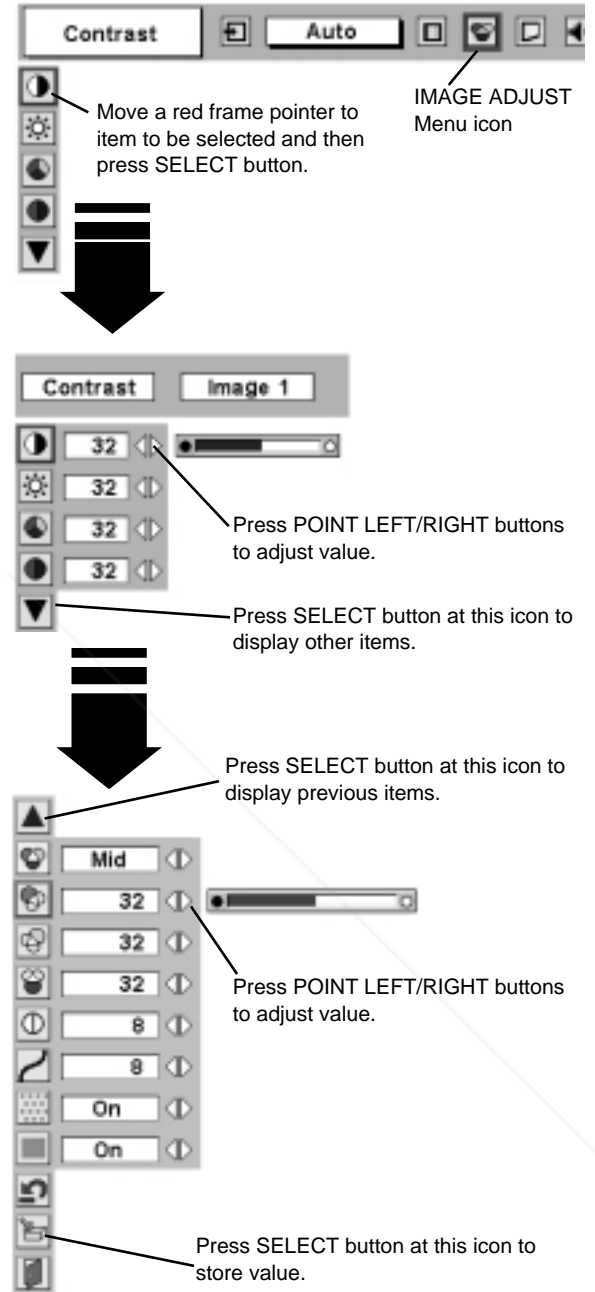 Contrast
Auto
IMAGE ADJUST
Menu icon
Move a red frame pointer to
item to be selected and then
press SELECT button.
Contrast
Image 1
32
32
32
32
Press POINT LEFT/RIGHT buttons
to adjust value.
Press SELECT button at this icon to
display other items.
Press SELECT button at this icon to
display previous items.
Mid
32
32
32
8
8
On
On
Press POINT LEFT/RIGHT buttons
to adjust value.
Press SELECT button at this icon to
store value.